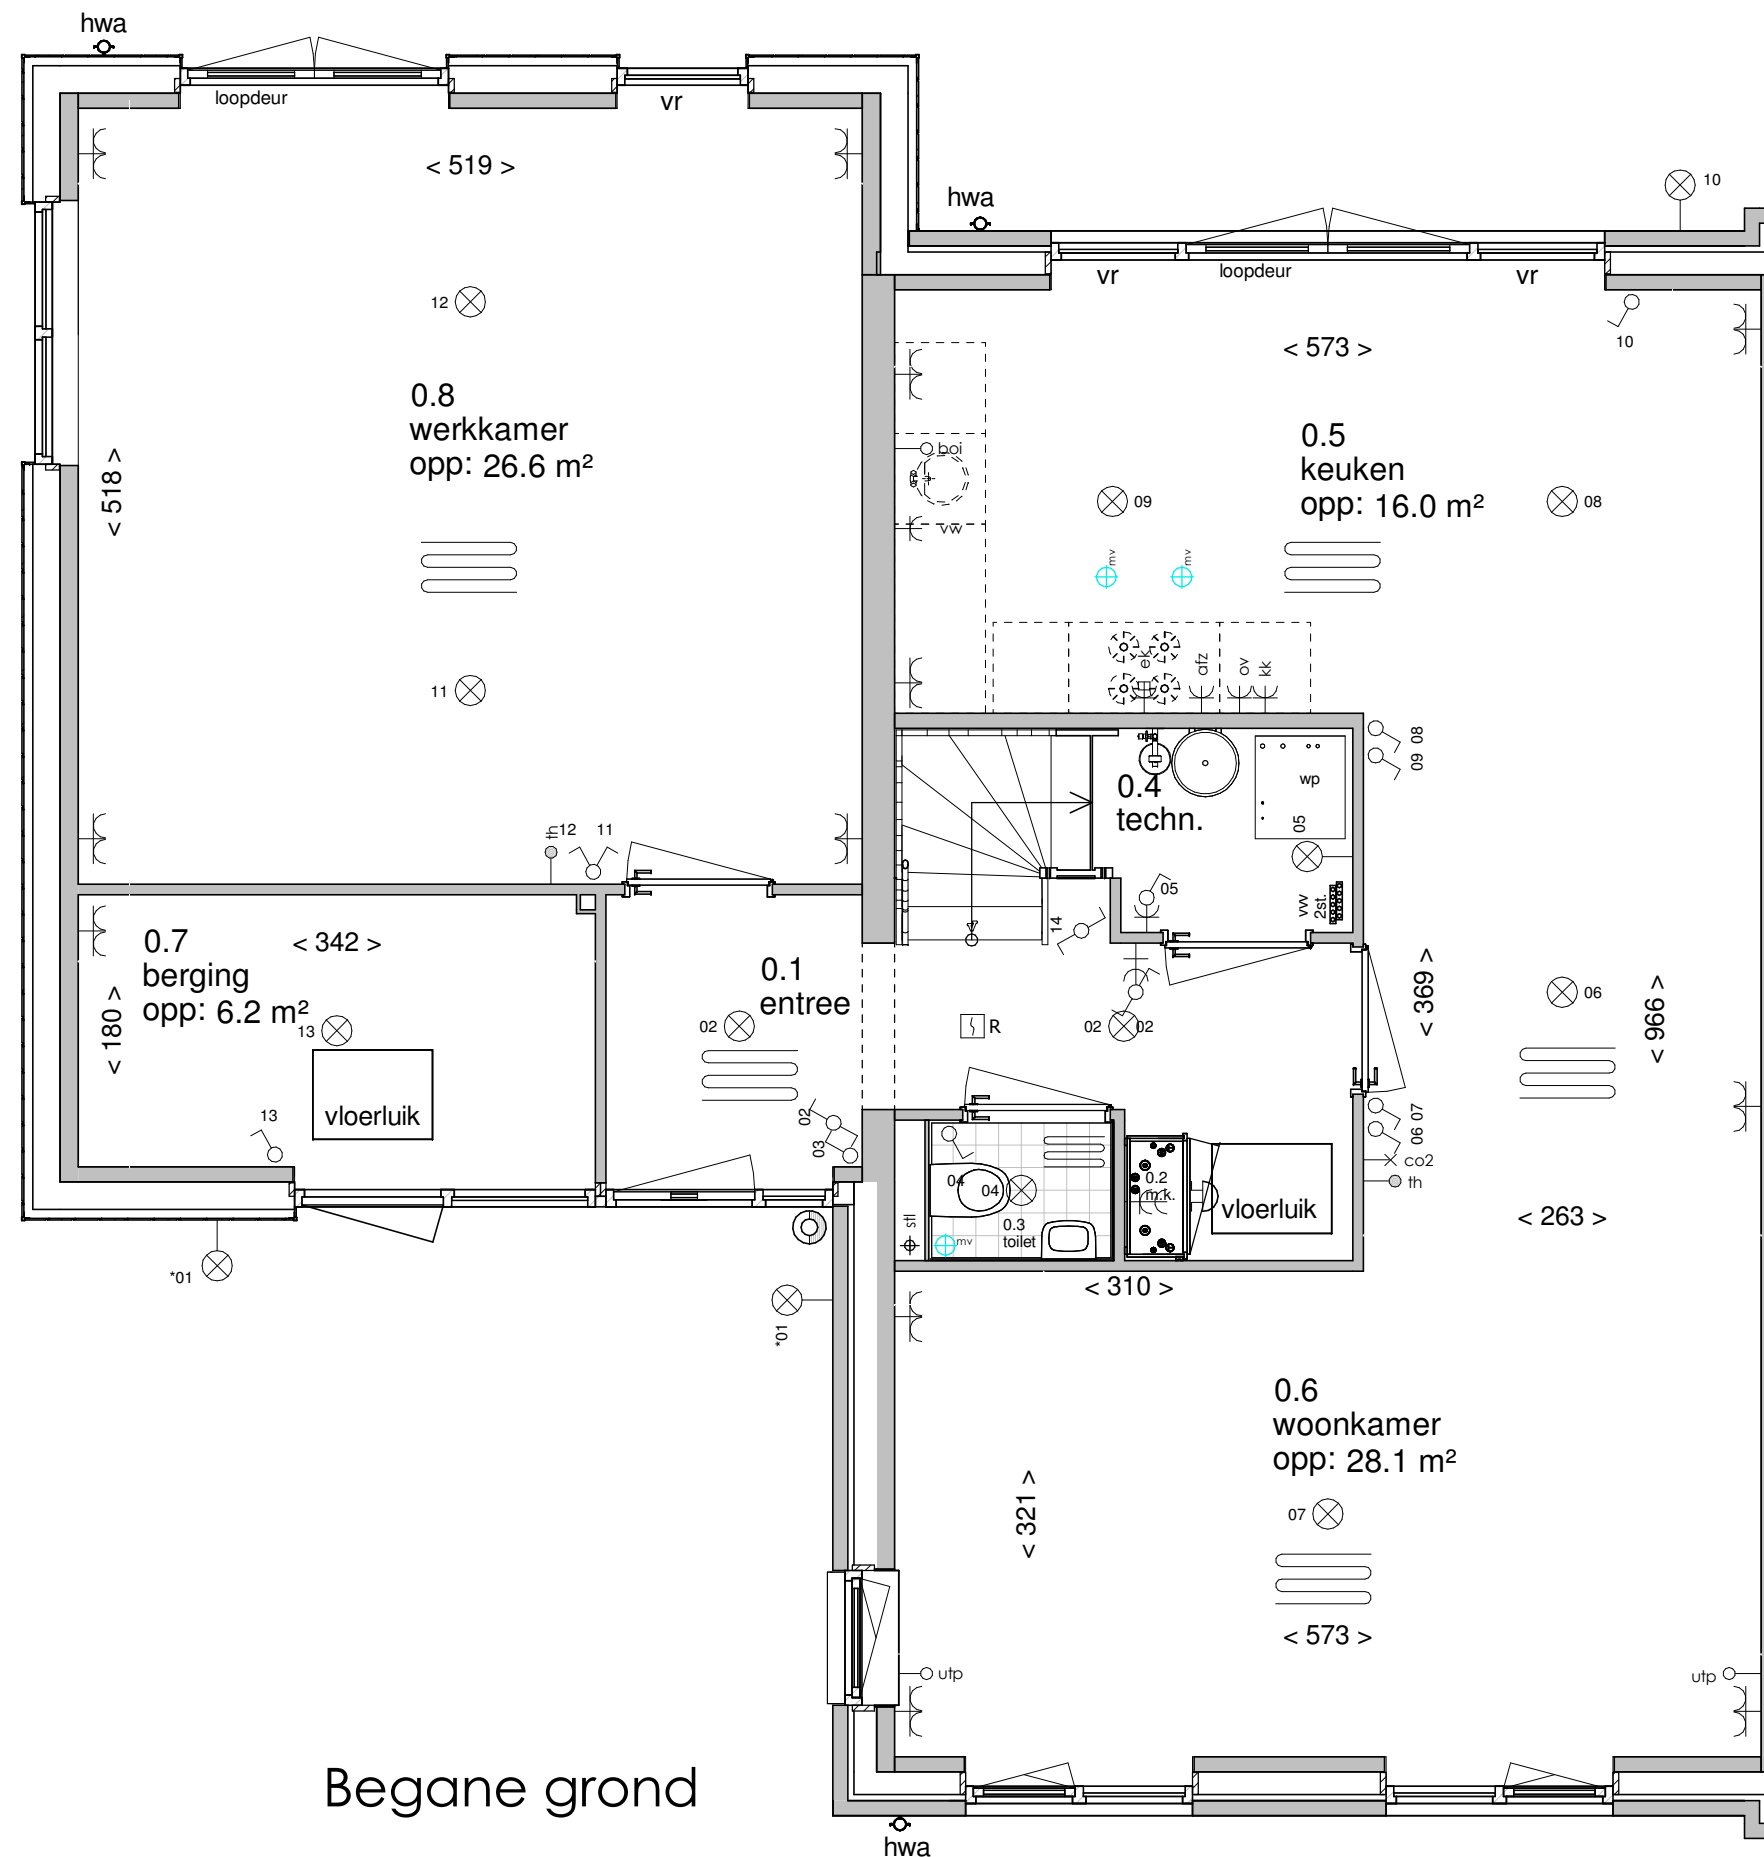 hwa
loopdeur
vr
< 519 >
hwa
10
vr
loopdeur
vr
12
10
< 573 >
0.8
werkkamer
opp: 26.6 m²
< 518 >
0.5
keuken
opp: 16.0 m²
boi
vw
09
08
mv
mv
11
ek
afz
ov
kk
09 08
0.4
techn.
wp
05
th
12
11
05
vw
2st.
14
0.7
berging
opp: 6.2 m²
< 342 >
< 180 >
13
0.1
entree
02
R
02
02
< 369 >
06
< 966 >
13
vloerluik
02
03
06 07
co2
th
04
04
0.3
toilet
mv
stl
0.2
m.k.
vloerluik
< 263 >
*01
*01
< 310 >
0.6
woonkamer
opp: 28.1 m²
< 321 >
07
< 573 >
utp
utp
Begane grond
hwa